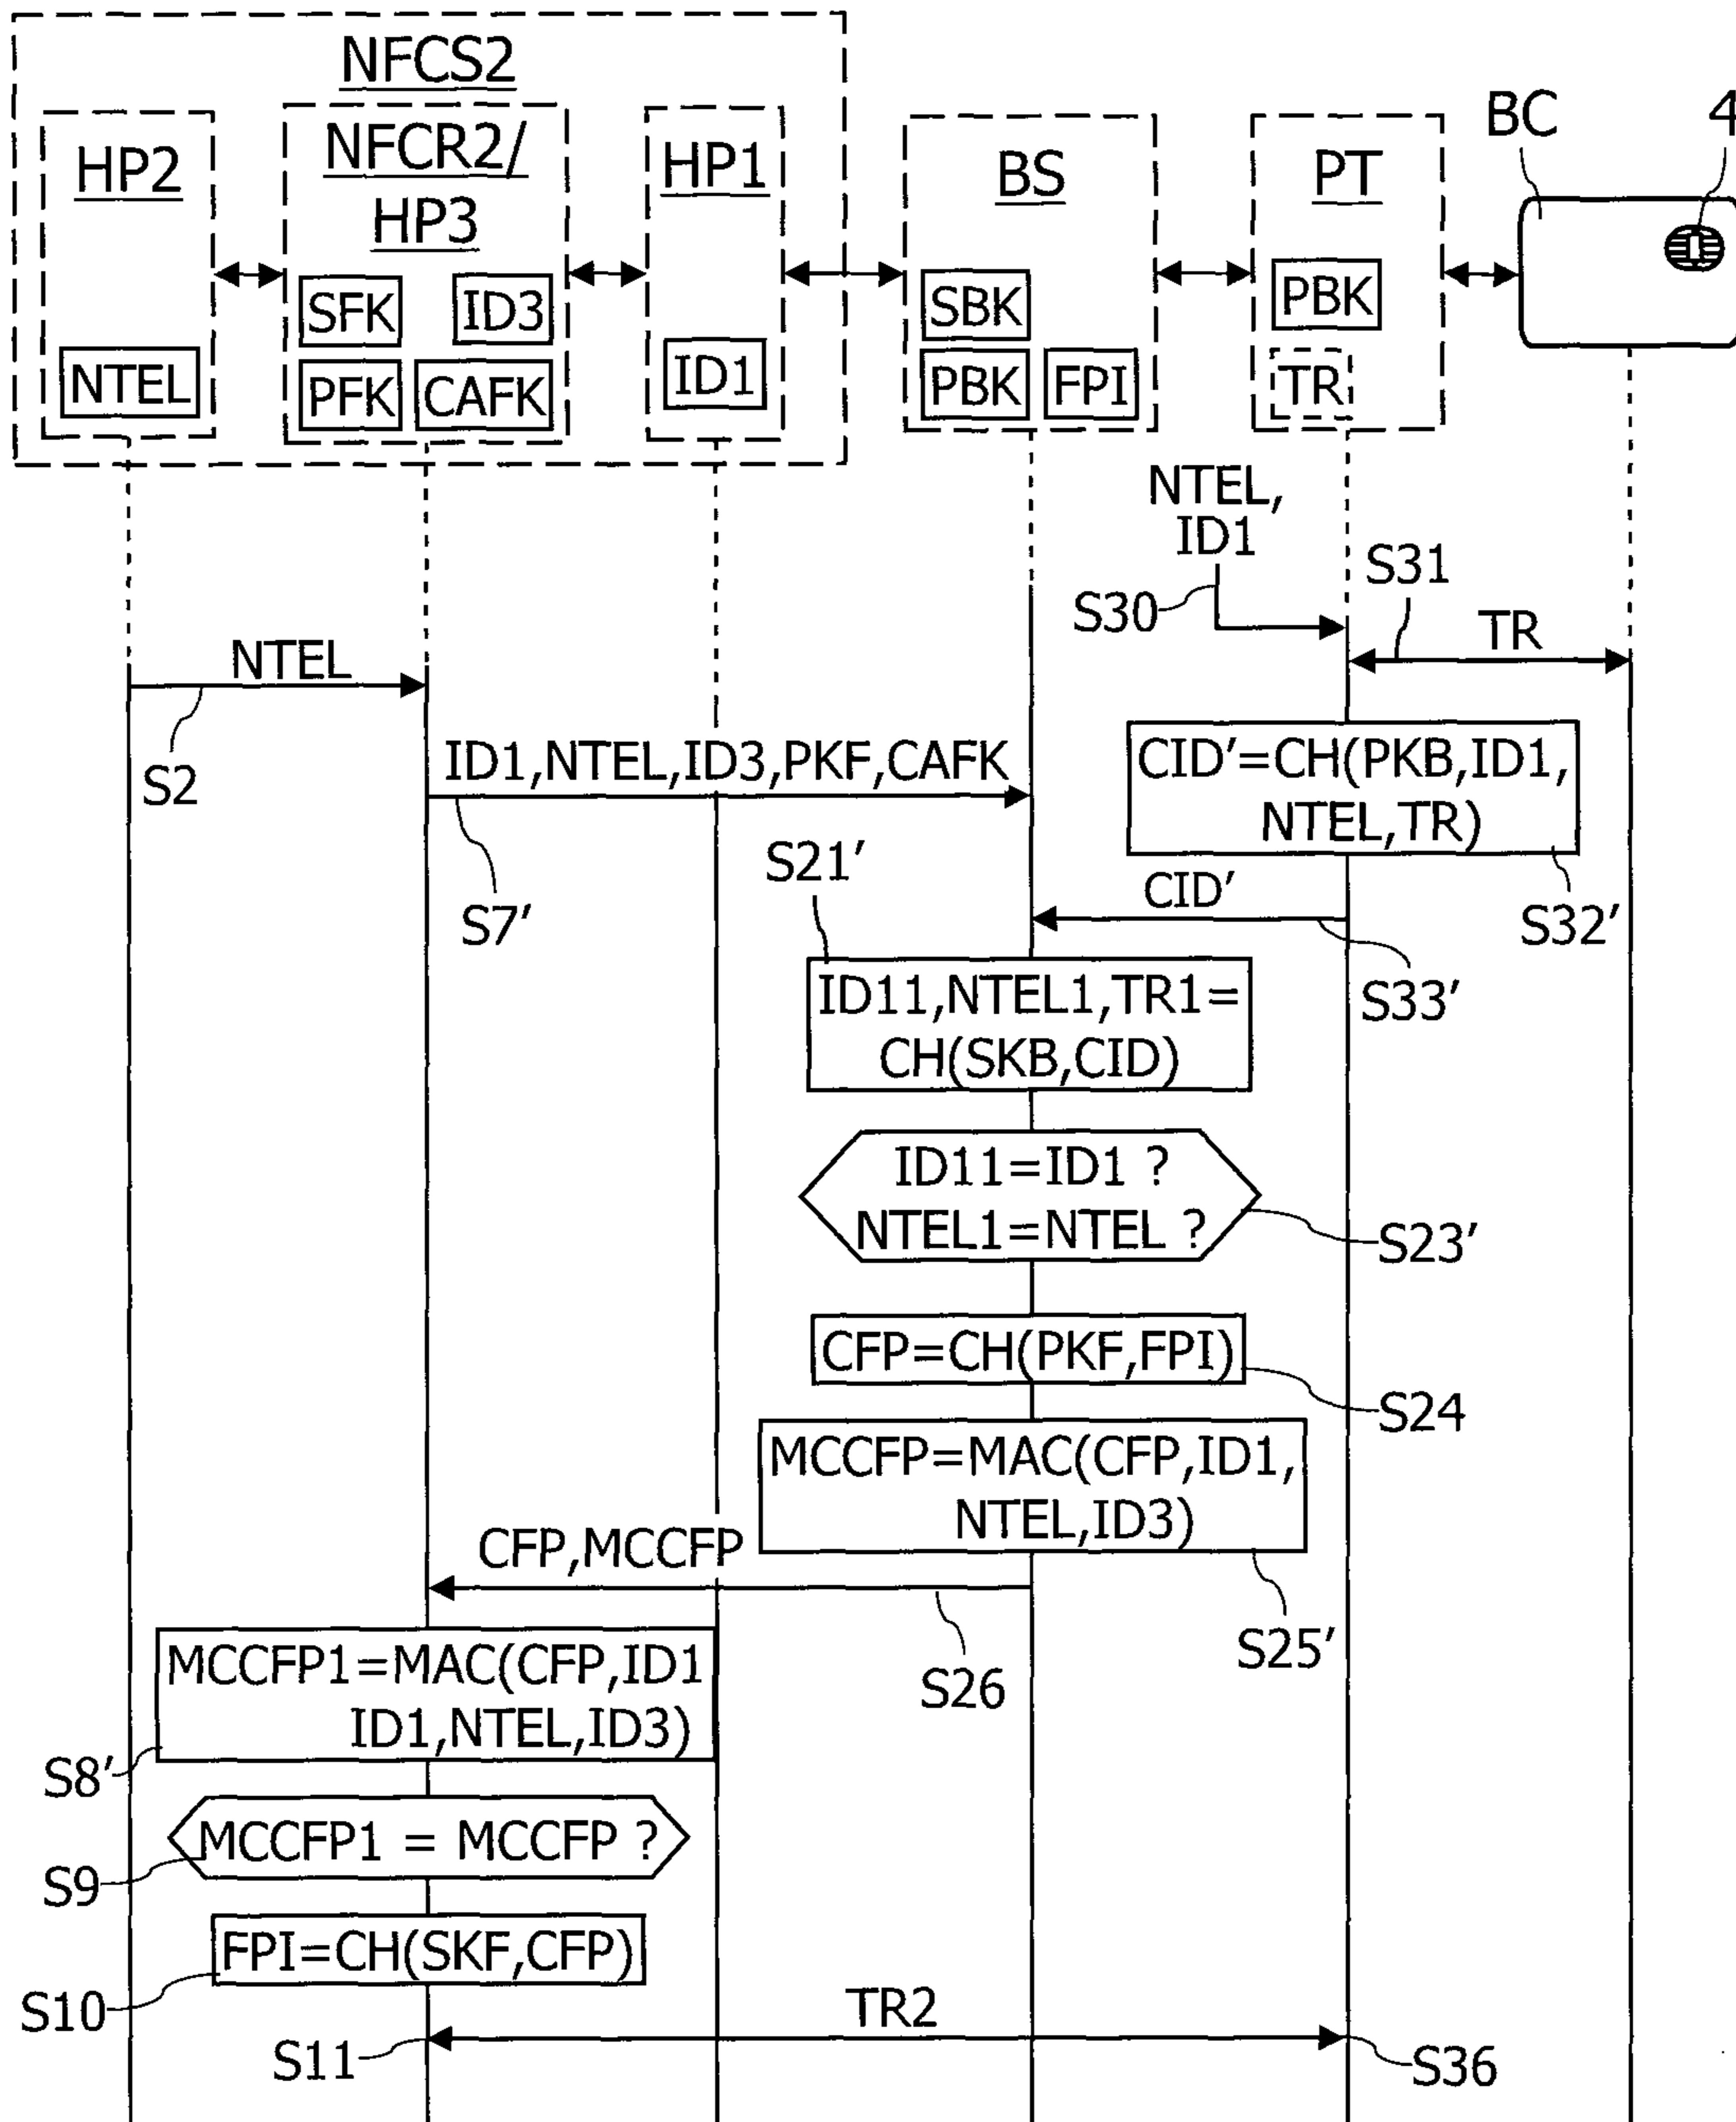 NFCS2
HP2
NFCR2/
HP3
HP1
BS
PT
BC
4
NTEL
SFK
ID3
PFK
CAFK
ID1
SBK
PBK
FPI
PBK
TR
NTEL,
ID1
S30
S31
TR
NTEL
S2
ID1,NTEL,ID3,PKF,CAFK
S7'
CID'=CH(PKB,ID1,
NTEL,TR)
S32'
CID'
S33'
S21'
ID11,NTEL1,TR1=
CH(SKB,CID)
ID11=ID1 ?
NTEL1=NTEL ?
S23'
CFP=CH(PKF,FPI)
S24
MCCFP=MAC(CFP,ID1,
NTEL,ID3)
S25'
CFP,MCCFP
S26
MCCFP1=MAC(CFP,ID1
ID1,NTEL,ID3)
S8'
MCCFP1 = MCCFP ?
S9
FPI=CH(SKF,CFP)
S10
TR2
S11
S36